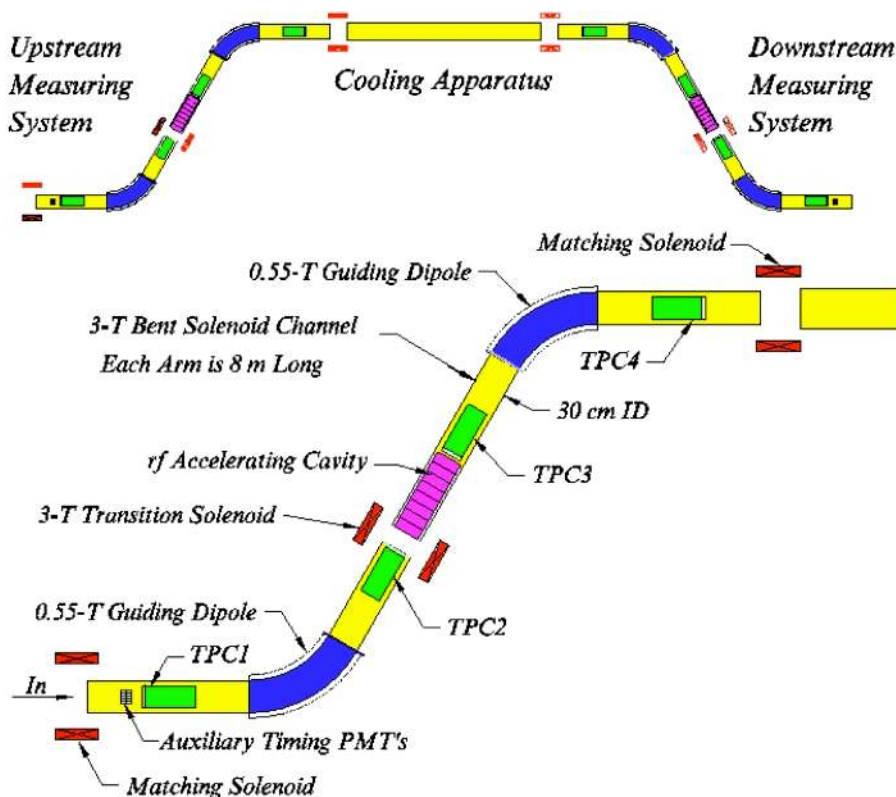 Upstream
Measuring
System
Cooling Apparatus
Downstream
Measuring
System
Matching Solenoid
0.55-T Guiding Dipole
3-T Bent Solenoid Channel
Each Arm is 8 m Long
TPC4
30 cm ID
rf Accelerating Cavity
TPC3
3-T Transition Solenoid
0.55-T Guiding Dipole
TPC2
TPC1
In
Auxiliary Timing PMT's
Matching Solenoid